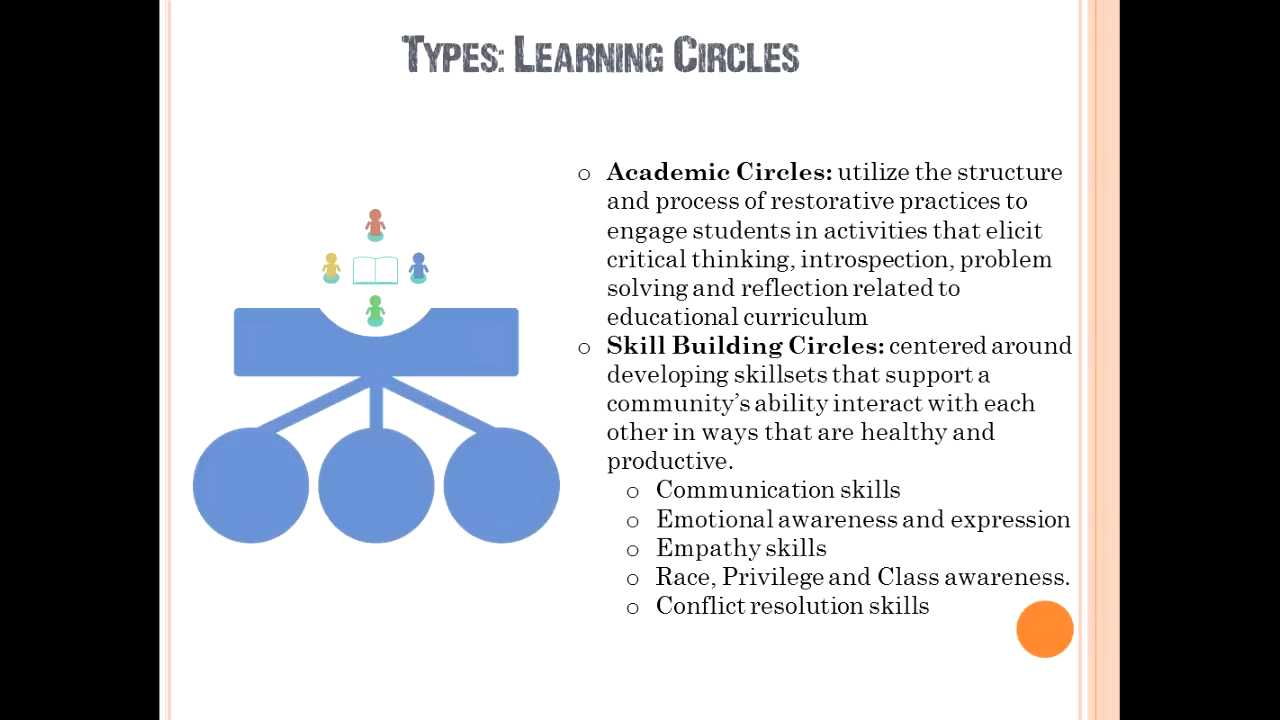 TYPES: LEARNING CIRCLES
o Academic Circles: utilize the structure
and process of restorative practices to
engage students in activities that elicit
critical thinking, introspection, problem
solving and reflection related to
educational curriculum
o Skill Building Circles: centered around
developing skillsets that support a
community’s ability interact with each
other in ways that are healthy and
productive.
o Communication skills
o Emotional awareness and expression
o Empathy skills
o Race, Privilege and Class awareness.
o Conflict resolution skills